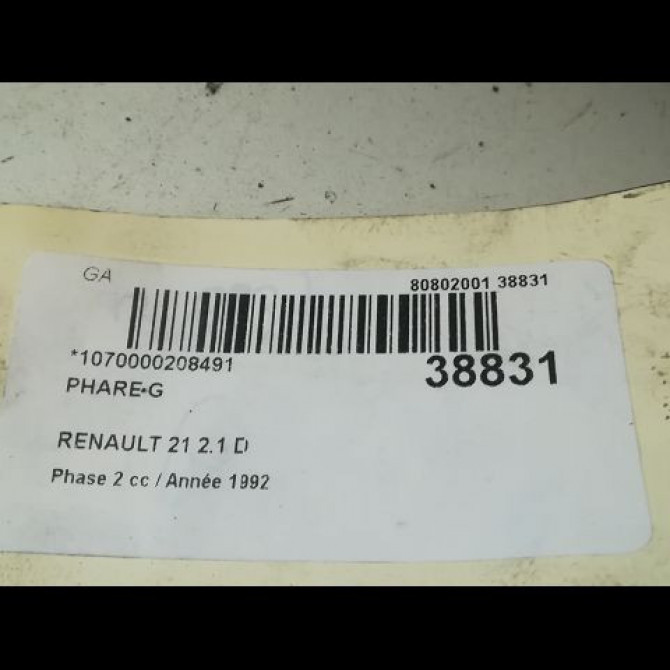 GA
80802001 38831
*1070000208491
38831
PHARE•G
RENAULT 21 2.1 D
Phase 2 cc / Année 1992